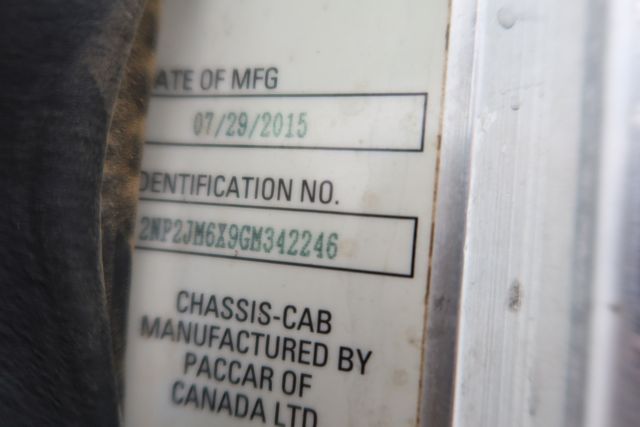 ATE OF MFG
07/29/2015
DENTIFICATION NO.
2NP2JM6X9GM342246
CHASSIS-CAB
MANUFACTURED BY
PACCAR OF
CANADA LTD